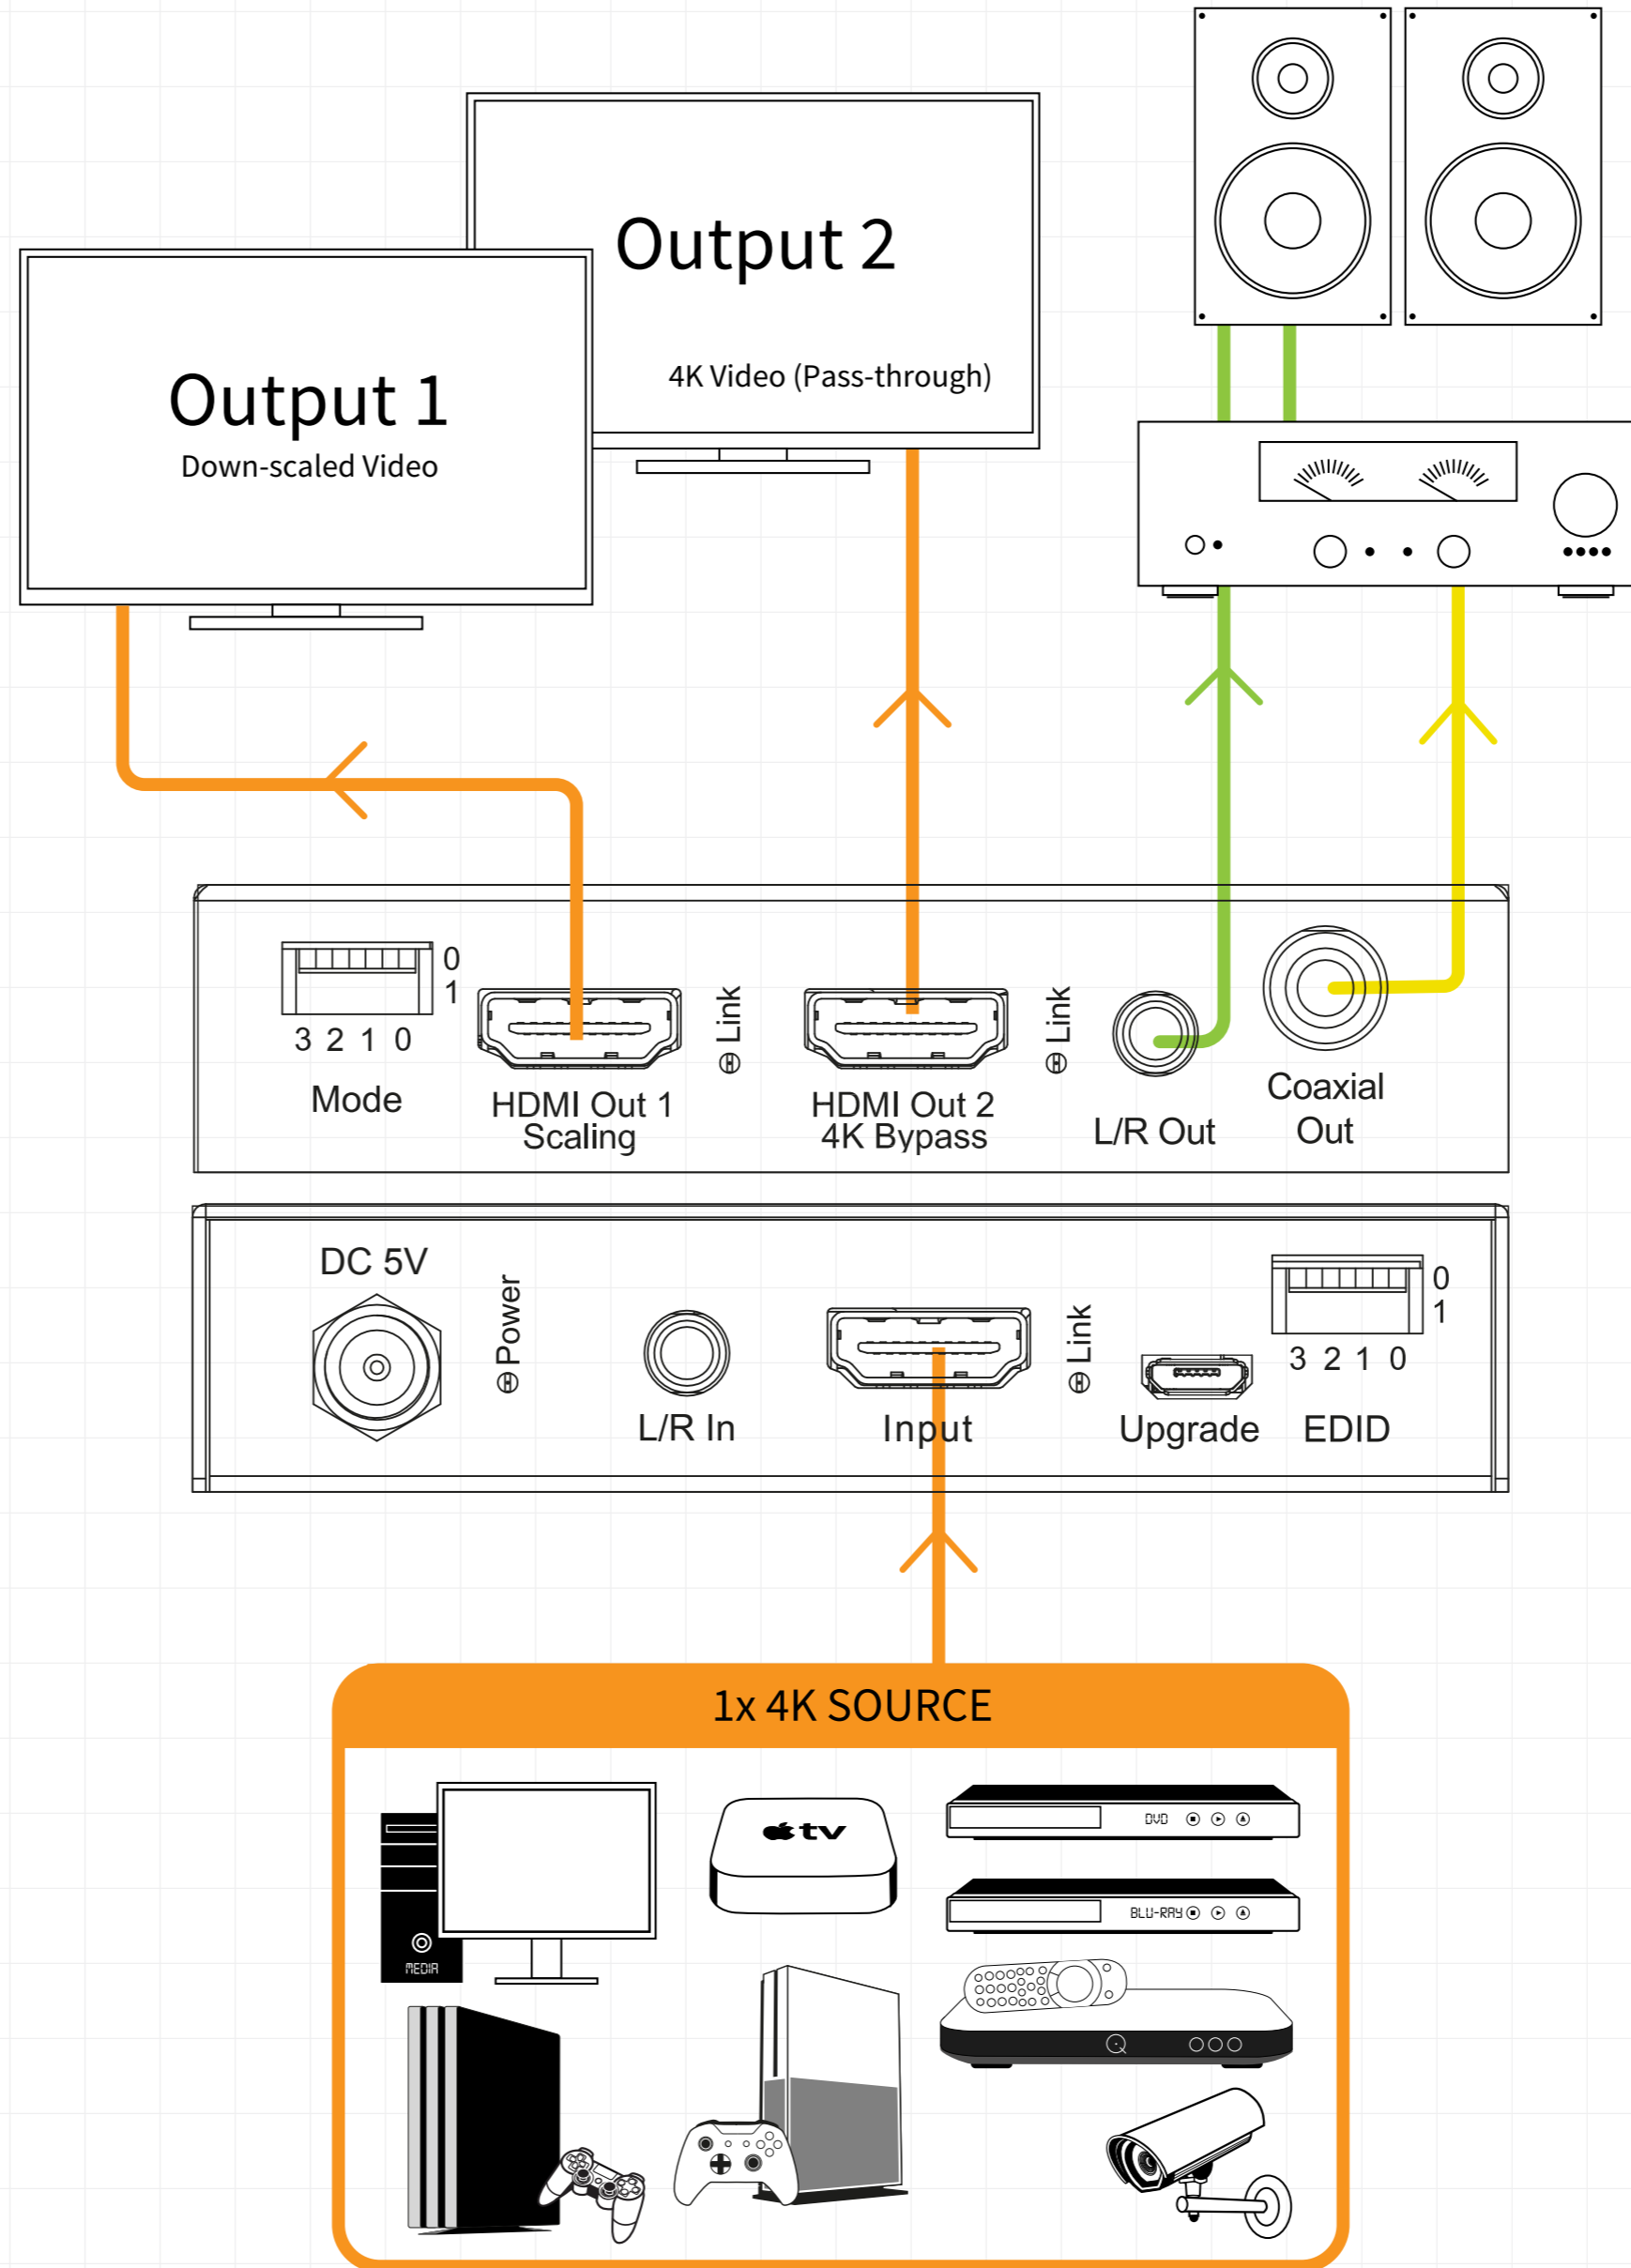 Output 2
4K Video (Pass-through)
Output 1
Down-scaled Video
0
1
3 2 1 0
Mode
HDMI Out 1
Scaling
Link
HDMI Out 2
4K Bypass
Link
L/R Out
Coaxial
Out
DC 5V
Power
L/R In
Input
Link
Upgrade
0
1
3 2 1 0
EDID
1x 4K SOURCE
MEDIA
tv
DVD
BLU-RAY